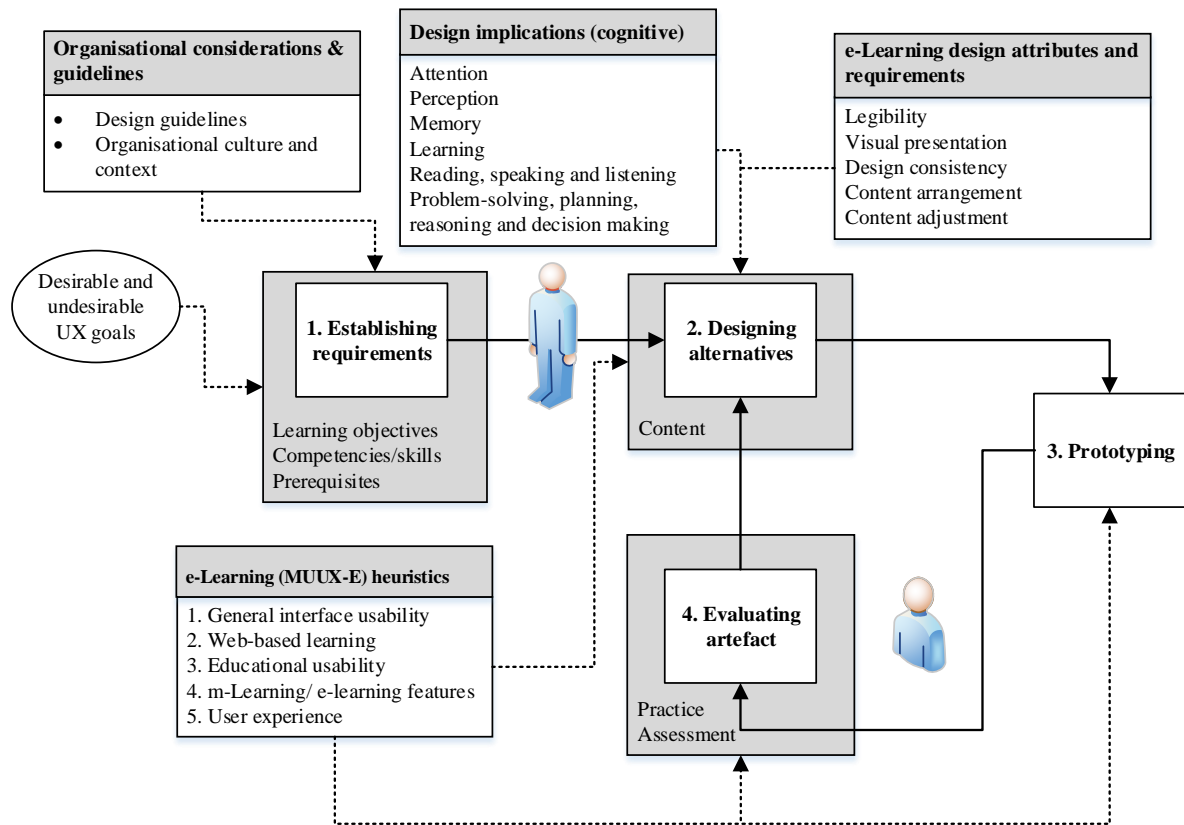 Organisational considerations &
guidelines
• Design guidelines
• Organisational culture and
context
Design implications (cognitive)
Attention
Perception
Memory
Learning
Reading, speaking and listening
Problem-solving, planning,
reasoning and decision making
e-Learning design attributes and
requirements
Legibility
Visual presentation
Design consistency
Content arrangement
Content adjustment
Desirable and
undesirable
UX goals
1. Establishing
requirements
Learning objectives
Competencies/skills
Prerequisites
2. Designing
alternatives
Content
3. Prototyping
e-Learning (MUUX-E) heuristics
1. General interface usability
2. Web-based learning
3. Educational usability
4. m-Learning/ e-learning features
5. User experience
4. Evaluating
artefact
Practice
Assessment